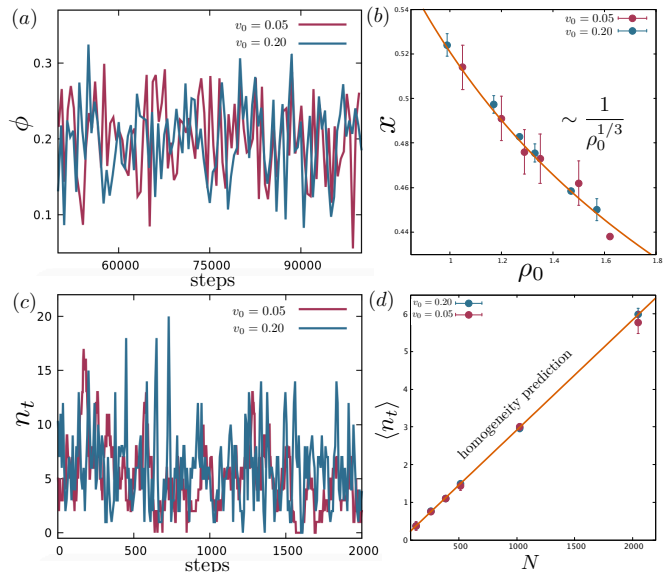 (a)
v₀ = 0.05
v₀ = 0.20
0.3
0.2
0.1
ϕ
60000 75000 90000
steps
(b)
v₀ = 0.05
v₀ = 0.20
0.54
0.52
0.5
0.48
0.46
0.44
x
∼ 1/ρ₀^{1/3}
1 1.2 1.4 1.6 1.8
ρ₀
(c)
v₀ = 0.05
v₀ = 0.20
20
15
10
5
0
n_t
0 500 1000 1500 2000
steps
(d)
v₀ = 0.20
v₀ = 0.05
6
5
4
3
2
1
0
⟨n_t⟩
homogeneity prediction
500 1000 1500 2000
N